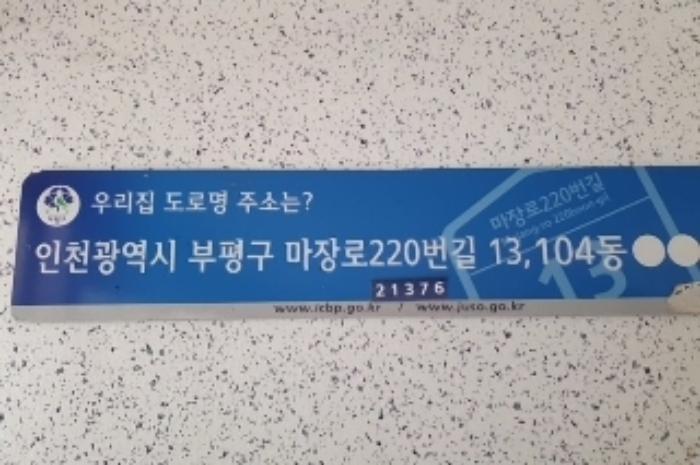 우리집 도로명 주소는?
인천광역시 부평구 마장로220번길 13,104동●●
21376
www.icbp.go.kr / www.juso.go.kr
마장로220번길
13